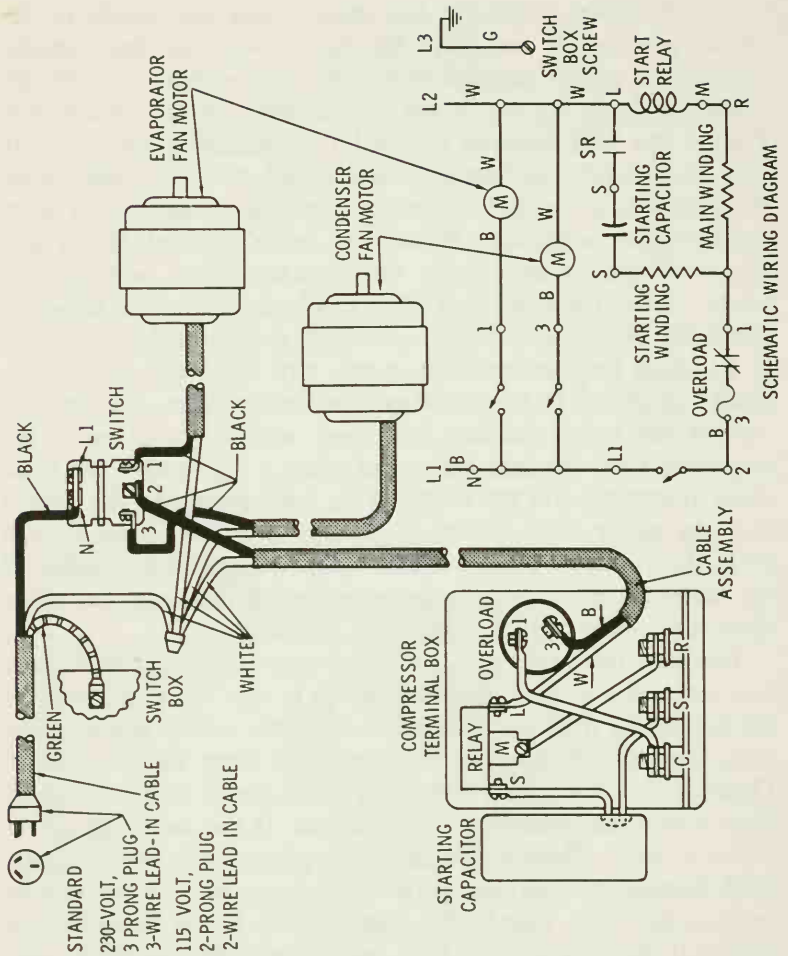 STANDARD
230-VOLT,
3 PRONG PLUG
3-WIRE LEAD-IN CABLE
115 VOLT,
2-PRONG PLUG
2-WIRE LEAD IN CABLE
GREEN
SWITCH
BOX
WHITE
BLACK
N
L1
SWITCH
3
2
1
BLACK
EVAPORATOR
FAN MOTOR
CONDENSER
FAN MOTOR
STARTING
CAPACITOR
COMPRESSOR
TERMINAL BOX
RELAY
S
M
L
OVERLOAD
1
3
W
B
C
S
R
CABLE
ASSEMBLY
L1
B
N
L2
W
L3
G
SWITCH
BOX
SCREW
1
B
M
W
3
B
M
W
W
L1
S
STARTING
CAPACITOR
S
SR
L
START
RELAY
M
R
STARTING
WINDING
MAIN WINDING
OVERLOAD
2
B
3
1
SCHEMATIC WIRING DIAGRAM